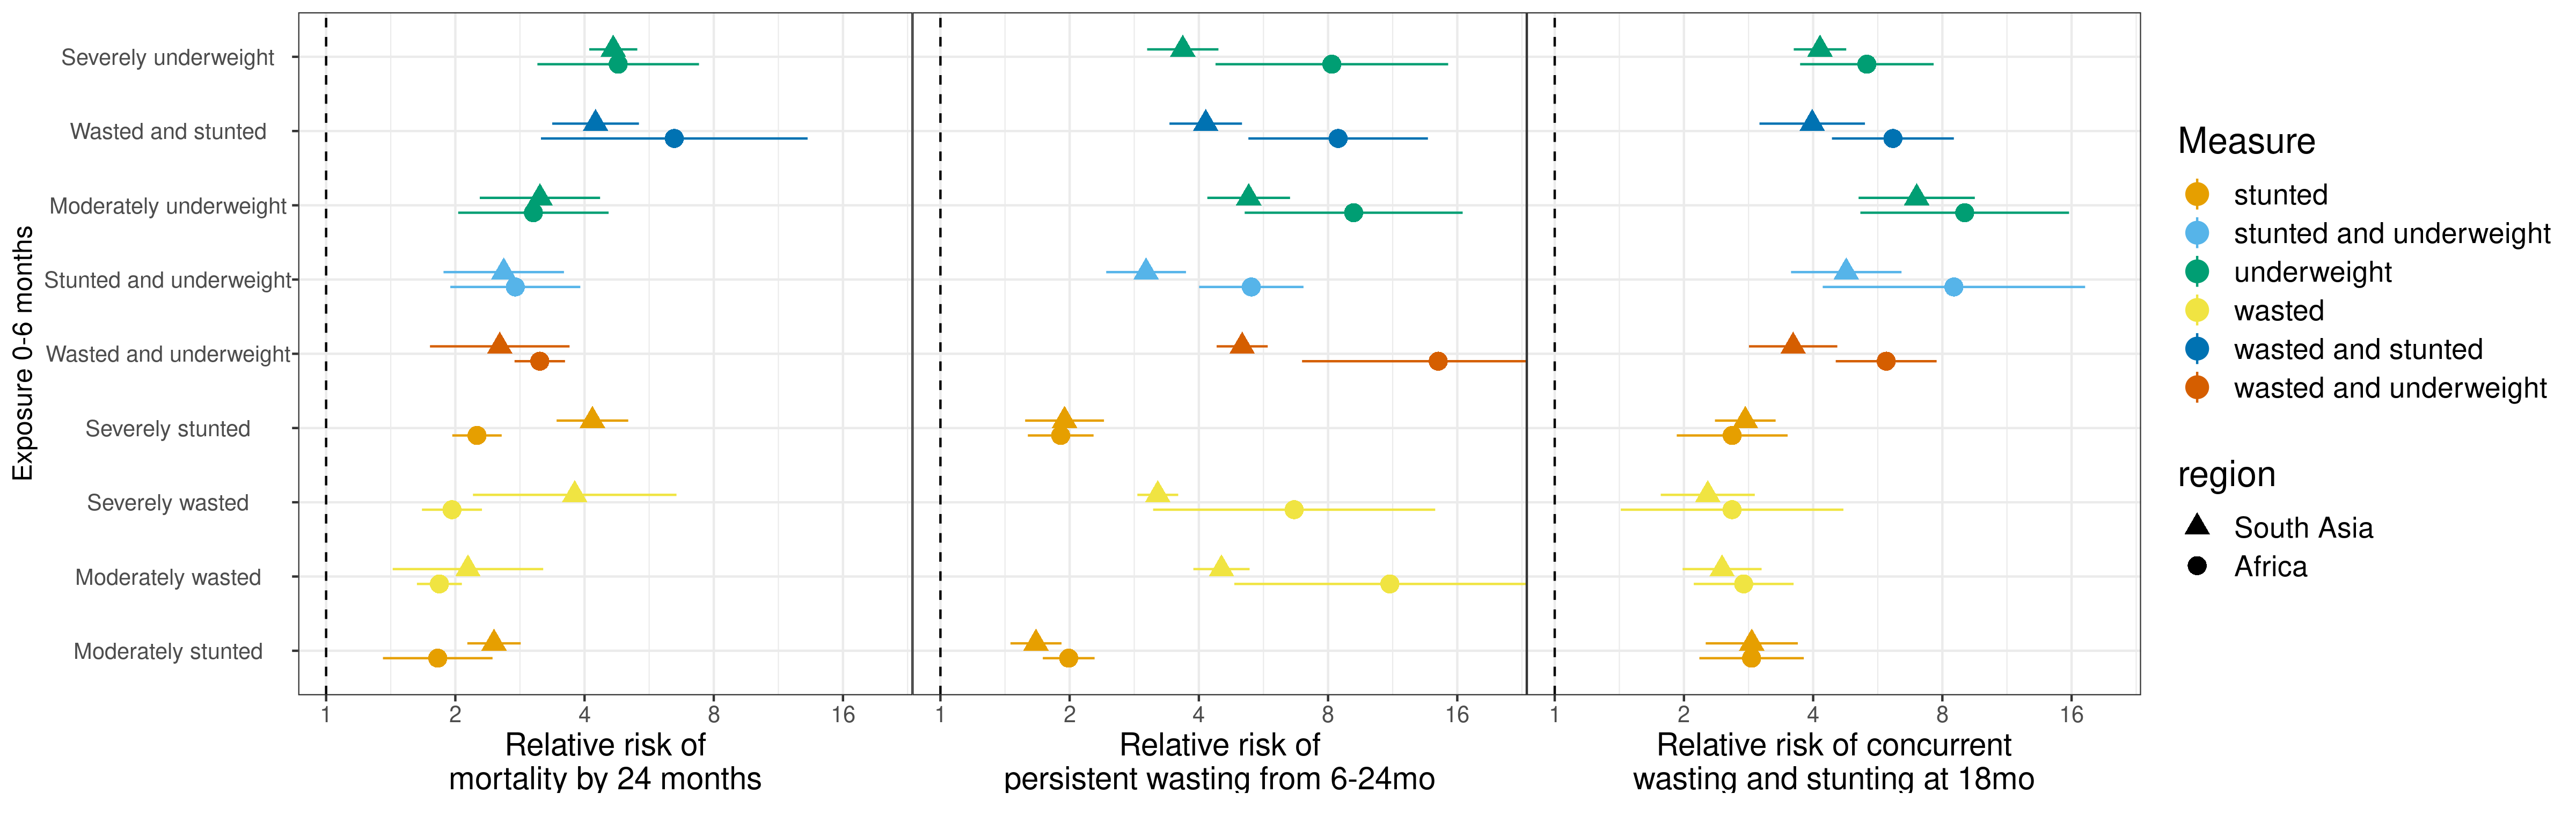 Exposure 0-6 months
Severely underweight
Wasted and stunted
Moderately underweight
Stunted and underweight
Wasted and underweight
Severely stunted
Severely wasted
Moderately wasted
Moderately stunted
1 2 4 8 16
Relative risk of
mortality by 24 months
1 2 4 8 16
Relative risk of
persistent wasting from 6-24mo
1 2 4 8 16
Relative risk of concurrent
wasting and stunting at 18mo
Measure
stunted
stunted and underweight
underweight
wasted
wasted and stunted
wasted and underweight
region
South Asia
Africa